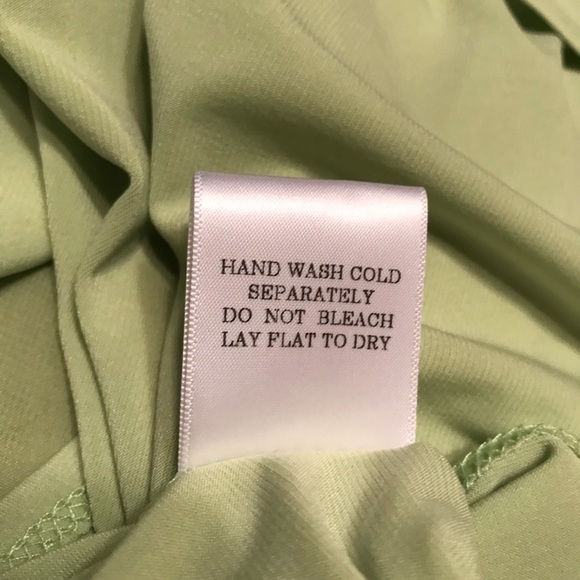 HAND WASH COLD
SEPARATELY
DO NOT BLEACH
LAY FLAT TO DRY